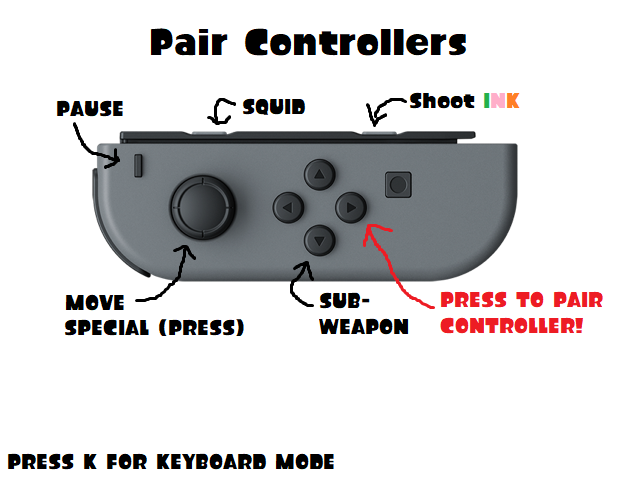 Pair Controllers
PAUSE
SQUID
Shoot INK
MOVE
SPECIAL (PRESS)
SUB-
WEAPON
PRESS TO PAIR
CONTROLLER!
PRESS K FOR KEYBOARD MODE